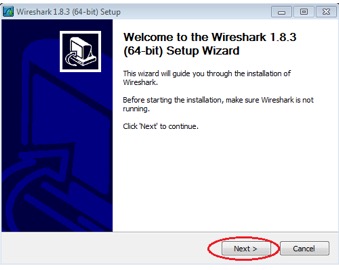 Wireshark 1.8.3 (64-bit) Setup
Welcome to the Wireshark 1.8.3
(64-bit) Setup Wizard
This wizard will guide you through the installation of
Wireshark.
Before starting the installation, make sure Wireshark is not
running.
Click 'Next' to continue.
Next >
Cancel